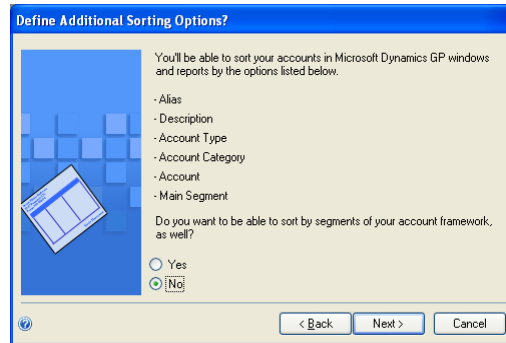 Define Additional Sorting Options?
You'll be able to sort your accounts in Microsoft Dynamics GP windows
and reports by the options listed below.
- Alias
- Description
- Account Type
- Account Category
- Account
- Main Segment
Do you want to be able to sort by segments of your account framework,
as well?
Yes
No
< Back
Next >
Cancel